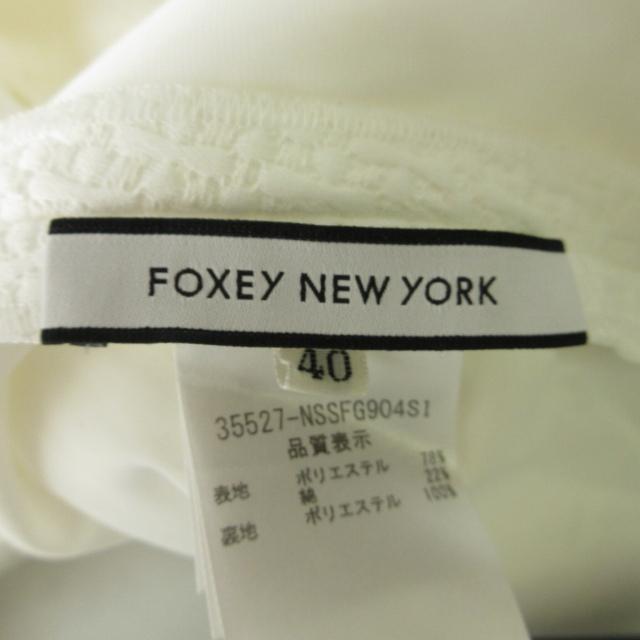 FOXEY NEW YORK
40
35527-NSSFG904SI
品質表示
表地 ポリエステル 78%
綿 22%
裏地 ポリエステル 100%